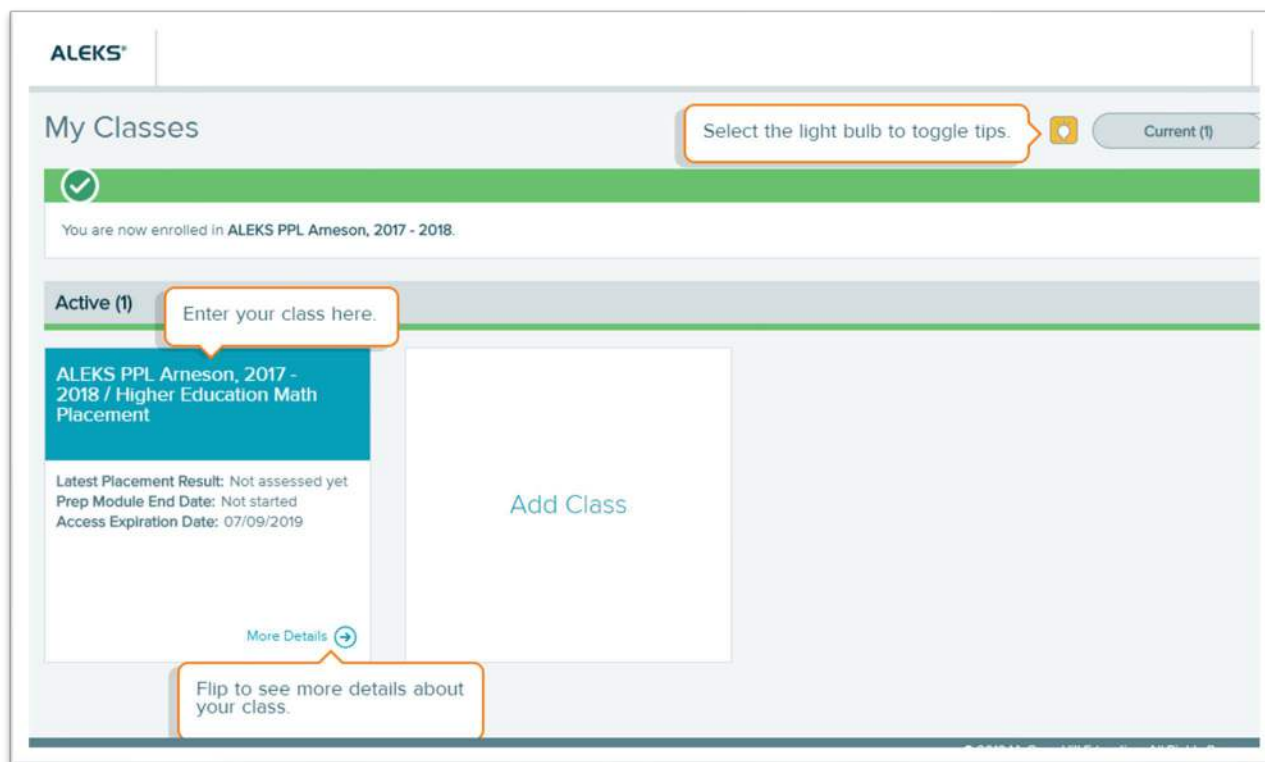 ALEKS®
My Classes
Select the light bulb to toggle tips.
Current (1)
You are now enrolled in ALEKS PPL Arneson, 2017 - 2018.
Active (1)
Enter your class here.
ALEKS PPL Arneson, 2017 -
2018 / Higher Education Math
Placement
Latest Placement Result: Not assessed yet
Prep Module End Date: Not started
Access Expiration Date: 07/09/2019
Add Class
More Details
Flip to see more details about
your class.